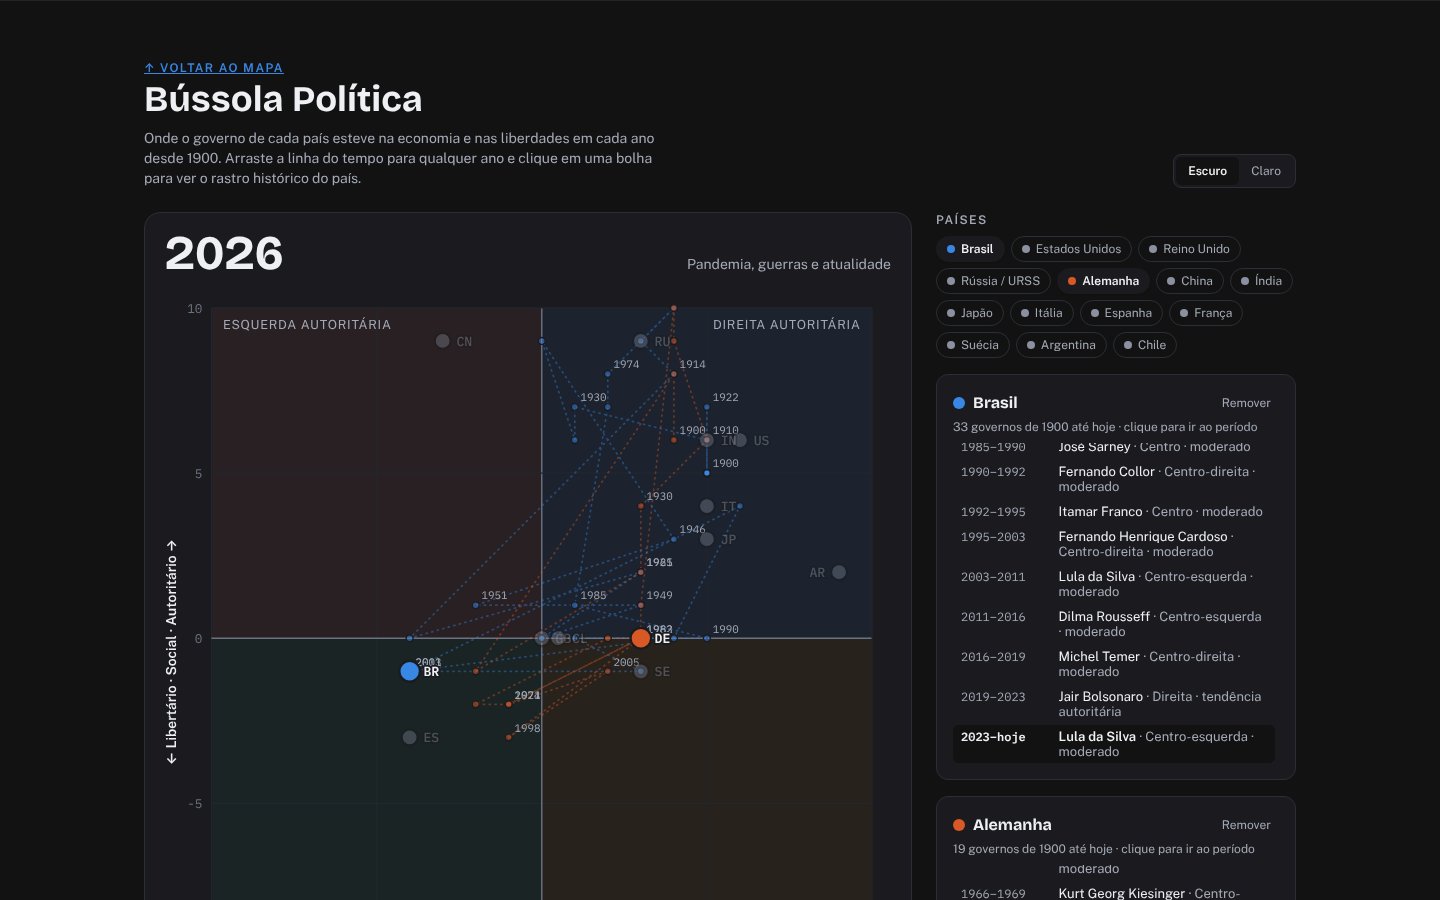 ↑ VOLTAR AO MAPA
Bússola Política
Onde o governo de cada país esteve na economia e nas liberdades em cada ano
desde 1900. Arraste a linha do tempo para qualquer ano e clique em uma bolha
para ver o rastro histórico do país.
Escuro Claro
2026
Pandemia, guerras e atualidade
10
ESQUERDA AUTORITÁRIA
DIREITA AUTORITÁRIA
CN
RU
1974
1914
1930
1922
1900
1910
IN
US
5
1900
1930
IT
1946
JP
AR
1951
1985
1949
← Libertário · Social · Autoritário →
0
CL
DE
1990
BR
2005
SE
1998
ES
-5
PAÍSES
Brasil Estados Unidos Reino Unido
Rússia / URSS Alemanha China Índia
Japão Itália Espanha França
Suécia Argentina Chile
Brasil
Remover
33 governos de 1900 até hoje · clique para ir ao período
1985–1990 José Sarney · Centro · moderado
1990–1992 Fernando Collor · Centro-direita ·
moderado
1992–1995 Itamar Franco · Centro · moderado
1995–2003 Fernando Henrique Cardoso ·
Centro-direita · moderado
2003–2011 Lula da Silva · Centro-esquerda ·
moderado
2011–2016 Dilma Rousseff · Centro-esquerda
· moderado
2016–2019 Michel Temer · Centro-direita ·
moderado
2019–2023 Jair Bolsonaro · Direita · tendência
autoritária
2023–hoje Lula da Silva · Centro-esquerda ·
moderado
Alemanha
Remover
19 governos de 1900 até hoje · clique para ir ao período
moderado
1966–1969 Kurt Georg Kiesinger · Centro-